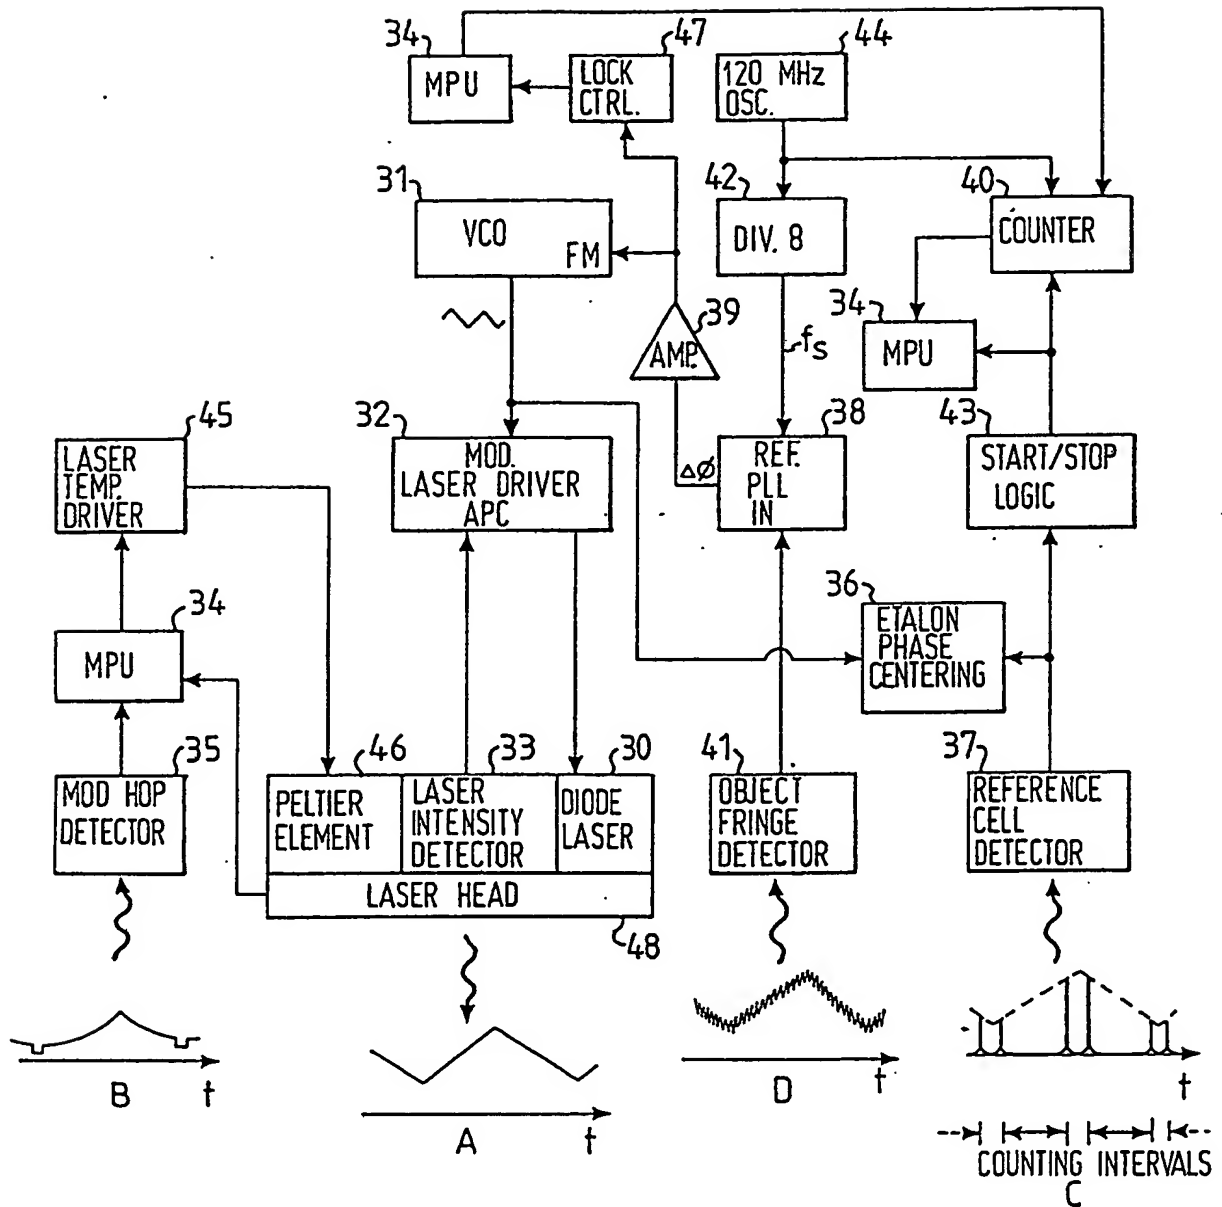 34
47
44
MPU
LOCK
CTRL.
120 MHz
OSC.
31
42
40
VCO
FM
DIV. 8
COUNTER
39
AMP.
fs
34
MPU
45
32
Δø
38
43
LASER
TEMP.
DRIVER
MOD.
LASER DRIVER
APC
REF.
PLL
IN
START/STOP
LOGIC
34
MPU
36
ETALON
PHASE
CENTERING
35
46
33
30
41
37
MOD HOP
DETECTOR
PELTIER
ELEMENT
LASER
INTENSITY
DETECTOR
DIODE
LASER
OBJECT
FRINGE
DETECTOR
REFERENCE
CELL
DETECTOR
LASER HEAD
48
B
t
A
t
D
t
t
COUNTING INTERVALS
C